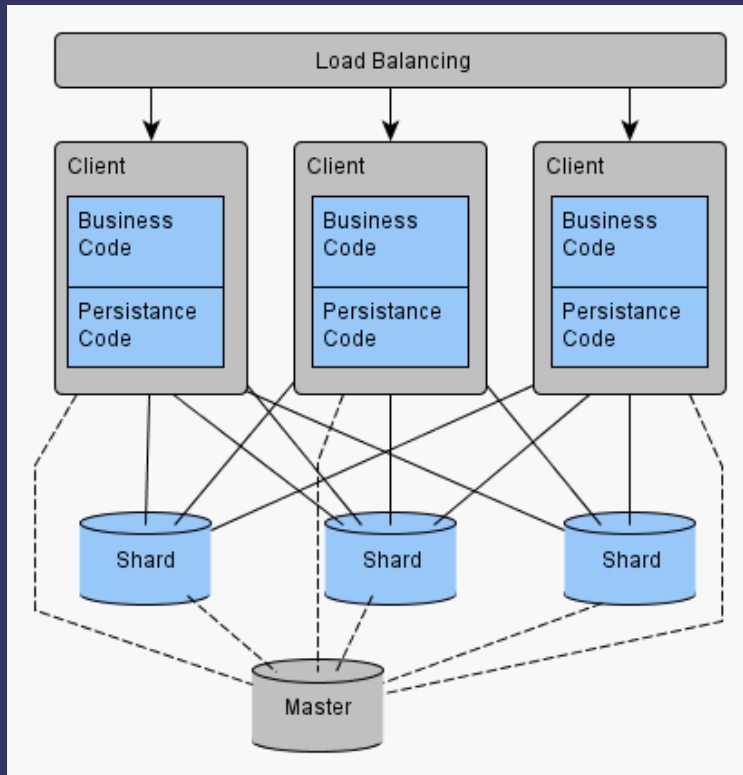 Load Balancing
Client
Business
Code
Persistance
Code
Client
Business
Code
Persistance
Code
Client
Business
Code
Persistance
Code
Shard
Shard
Shard
Master